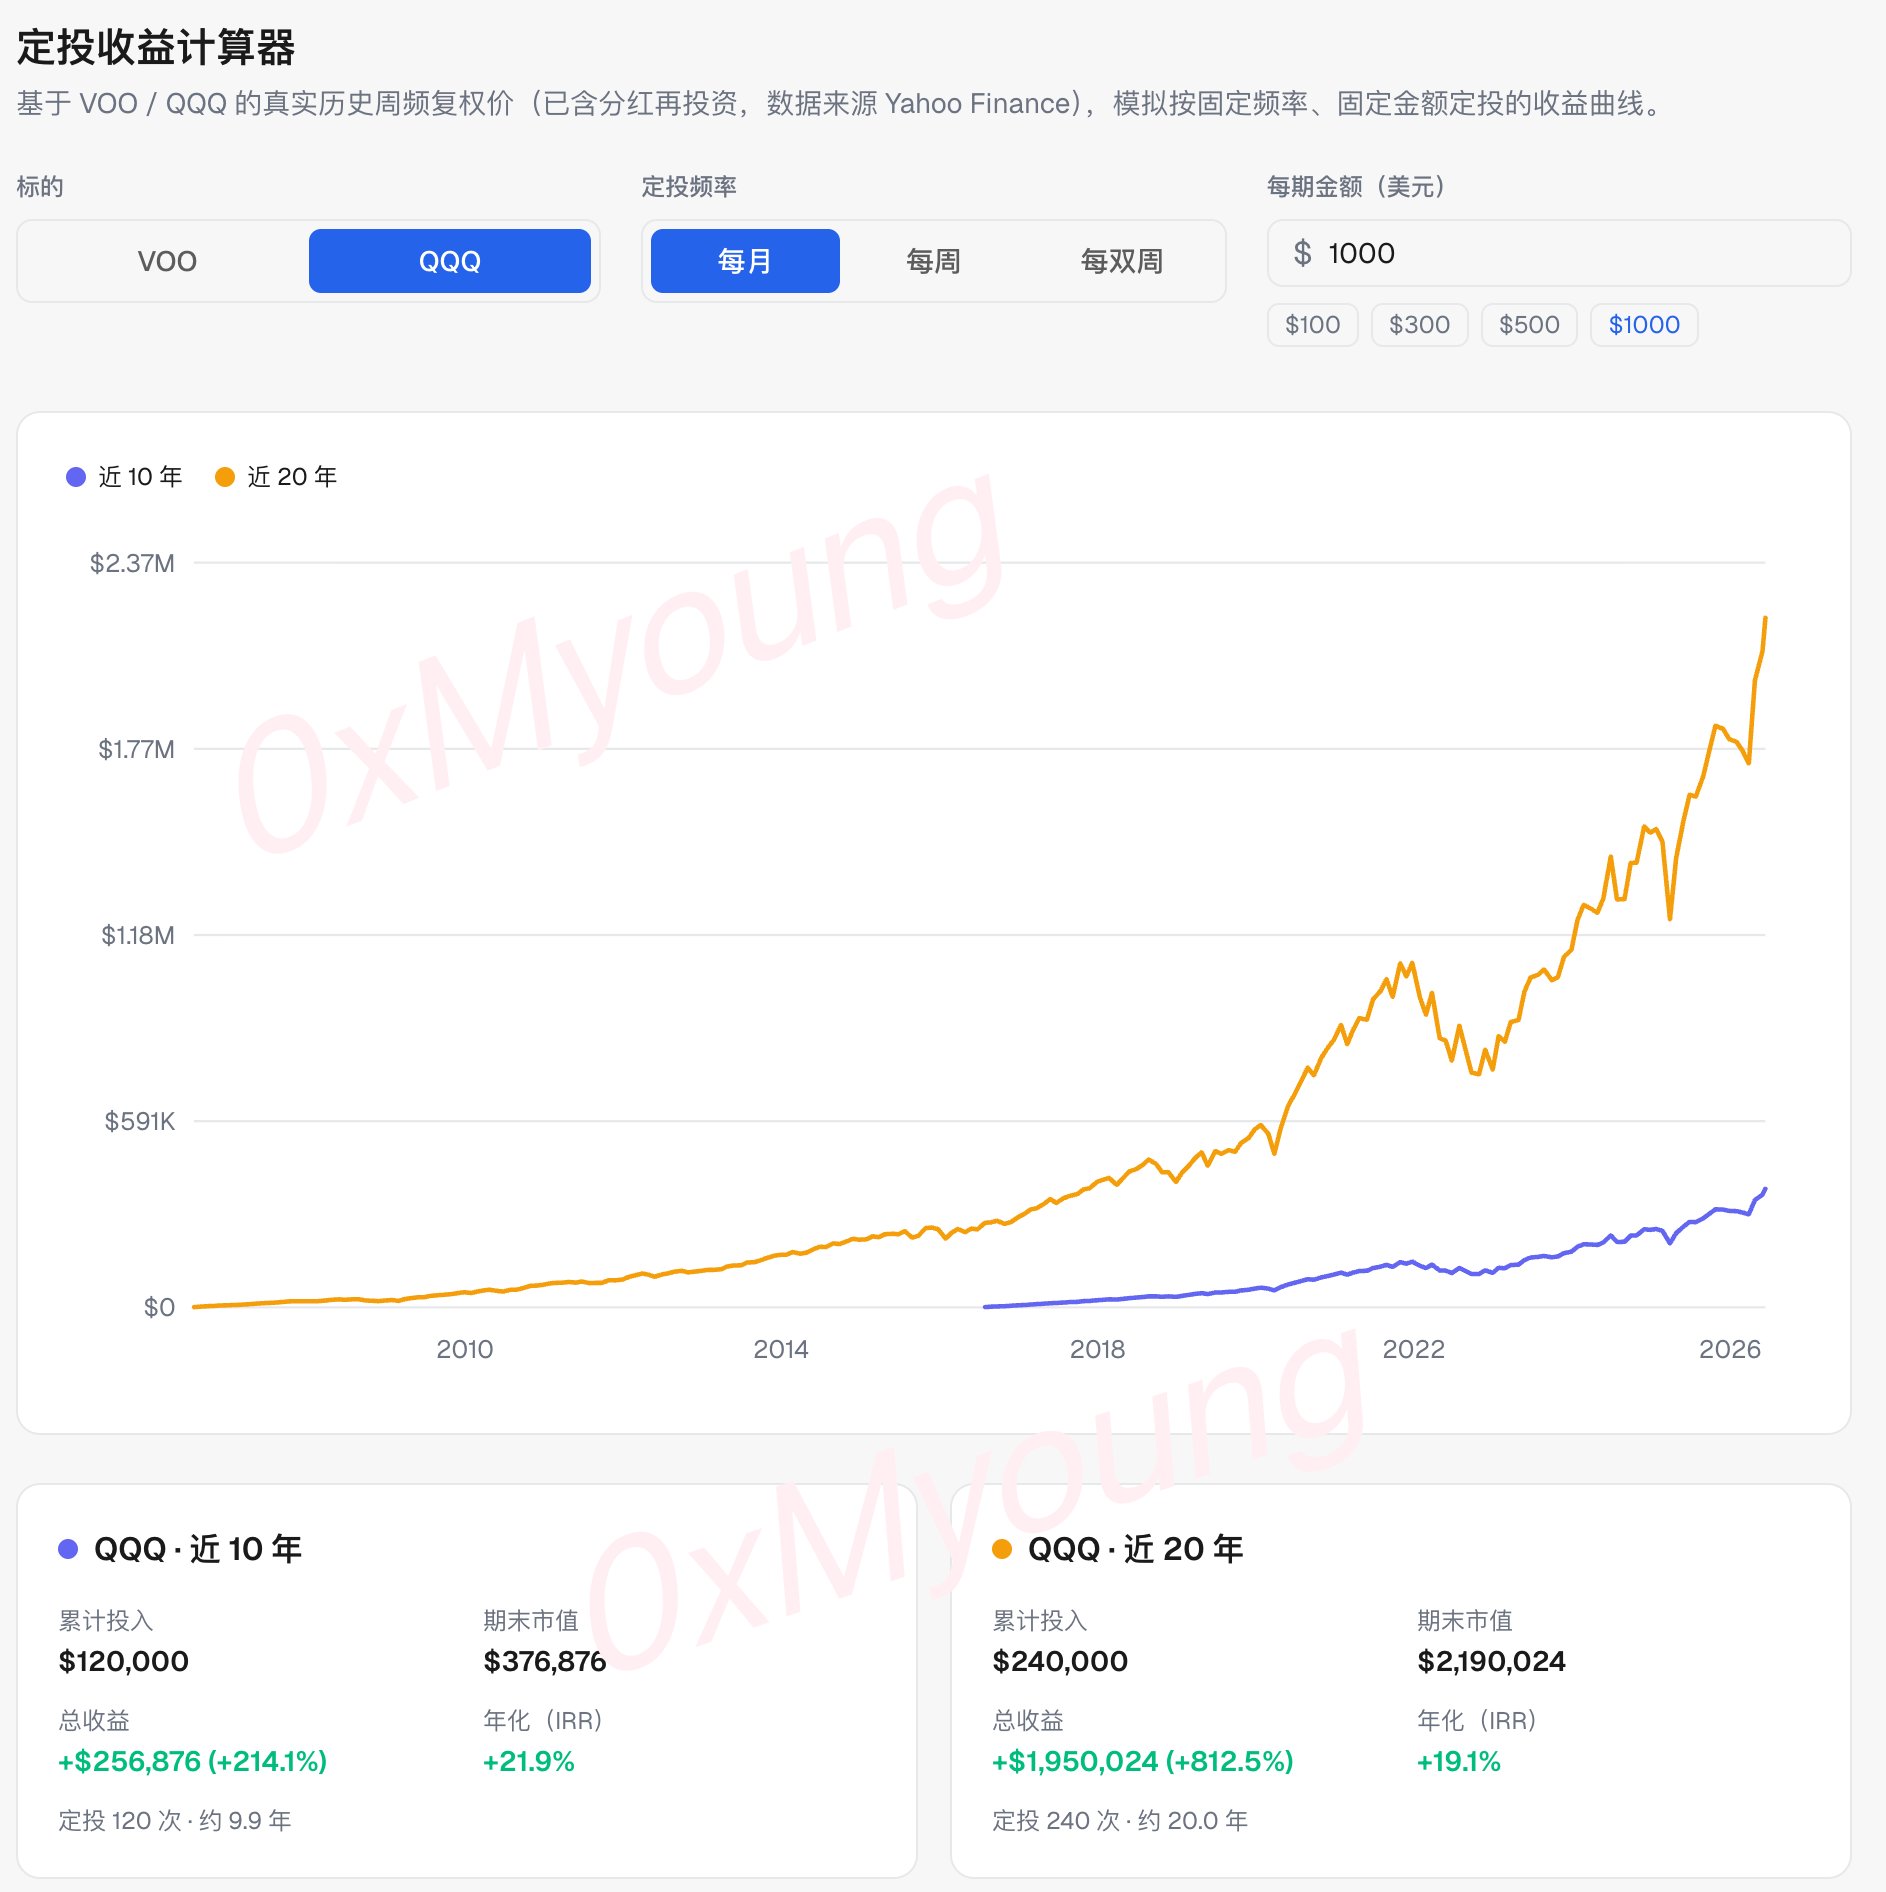 定投收益计算器
基于 VOO / QQQ 的真实历史周频复权价（已含分红再投资，数据来源 Yahoo Finance），模拟按固定频率、固定金额定投的收益曲线。
标的
定投频率
每期金额（美元）
VOO
QQQ
每月
每周
每双周
$ 1000
$100
$300
$500
$1000
近 10 年
近 20 年
$2.37M
$1.77M
$1.18M
$591K
$0
2010
2014
2018
2022
2026
0xMyoung
0xMyoung
QQQ · 近 10 年
累计投入
期末市值
$120,000
$376,876
总收益
年化（IRR）
+$256,876 (+214.1%)
+21.9%
定投 120 次 · 约 9.9 年
QQQ · 近 20 年
累计投入
期末市值
$240,000
$2,190,024
总收益
年化（IRR）
+$1,950,024 (+812.5%)
+19.1%
定投 240 次 · 约 20.0 年